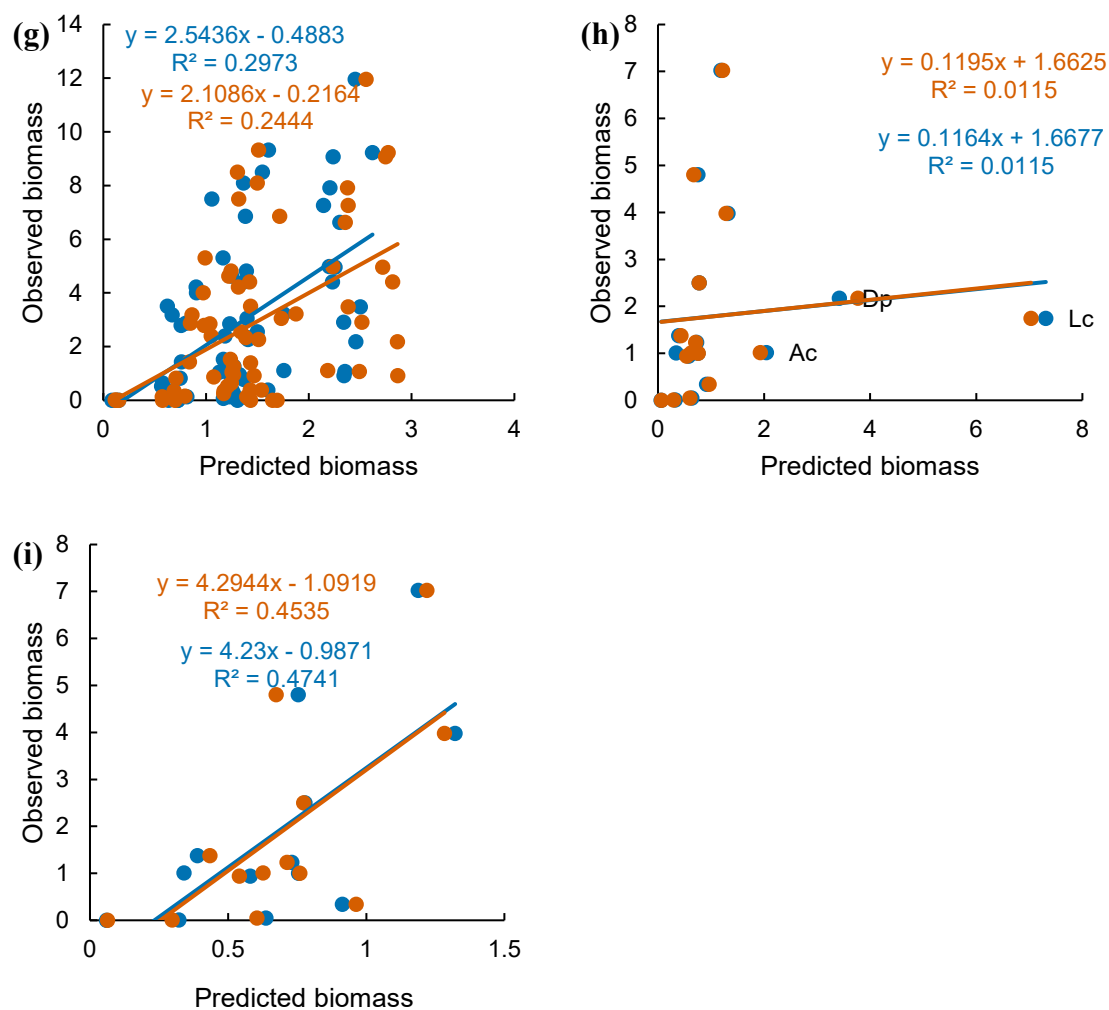 (g)
y = 2.5436x - 0.4883
R² = 0.2973
y = 2.1086x - 0.2164
R² = 0.2444
14
12
10
8
6
4
2
0
Observed biomass
0 1 2 3 4
Predicted biomass
(h)
y = 0.1195x + 1.6625
R² = 0.0115
y = 0.1164x + 1.6677
R² = 0.0115
8
7
6
5
4
3
2
1
0
Observed biomass
Dp
Lc
Ac
0 2 4 6 8
Predicted biomass
(i)
y = 4.2944x - 1.0919
R² = 0.4535
y = 4.23x - 0.9871
R² = 0.4741
8
7
6
5
4
3
2
1
0
Observed biomass
0 0.5 1 1.5
Predicted biomass